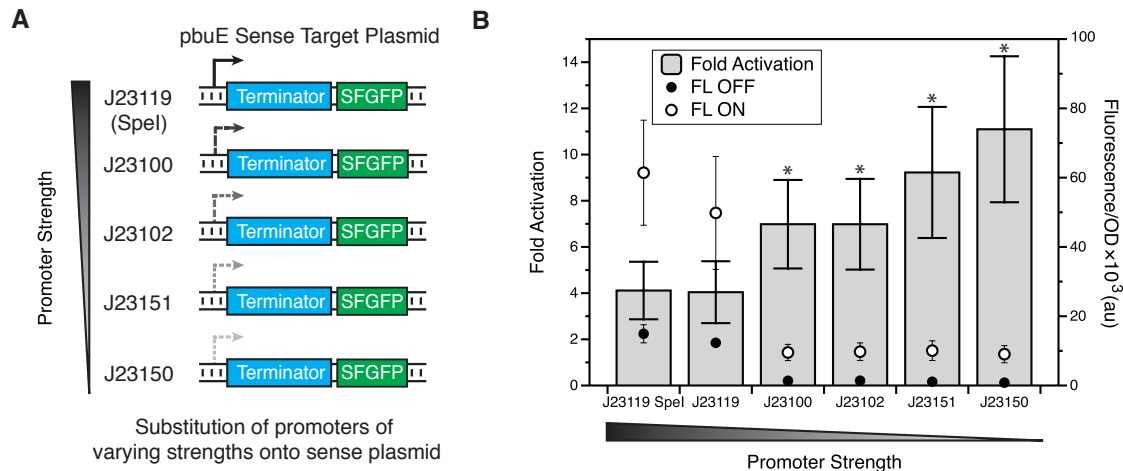 A
pbuE Sense Target Plasmid
Promoter Strength
J23119
(SpeI)
Terminator SFGFP
J23100
Terminator SFGFP
J23102
Terminator SFGFP
J23151
Terminator SFGFP
J23150
Terminator SFGFP
Substitution of promoters of
varying strengths onto sense plasmid
B
Fold Activation
FL OFF
FL ON
Fold Activation
14
12
10
8
6
4
2
0
* * * *
100
80
60
40
20
0
Fluorescence/OD ×10³ (au)
J23119 SpeI J23119 J23100 J23102 J23151 J23150
Promoter Strength